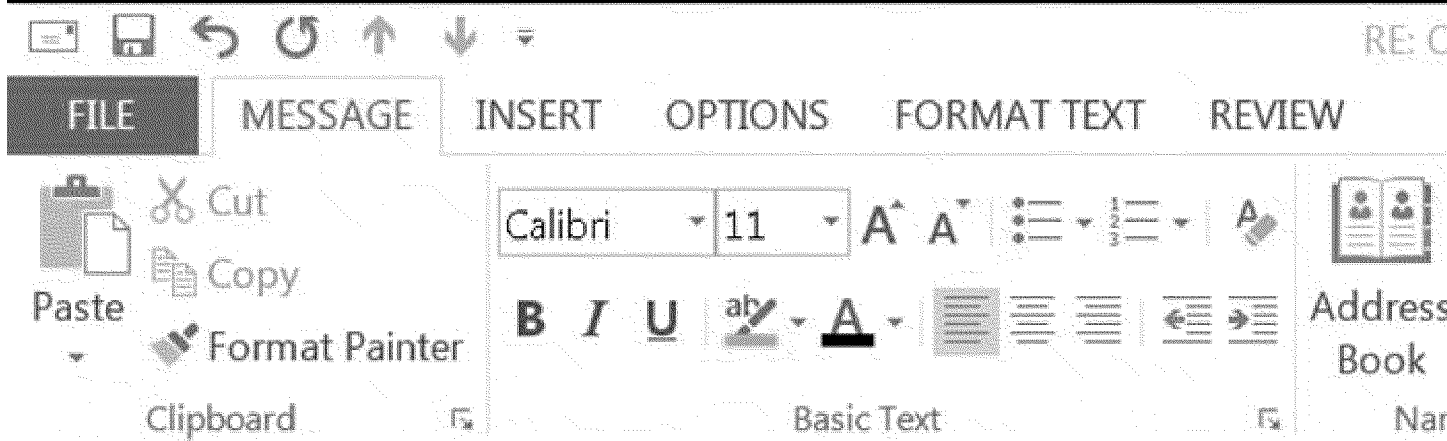 RE: C
FILE MESSAGE INSERT OPTIONS FORMAT TEXT REVIEW
Cut
Calibri 11
Copy
Paste
B I U
Address
Format Painter
Book
Clipboard Basic Text Nar